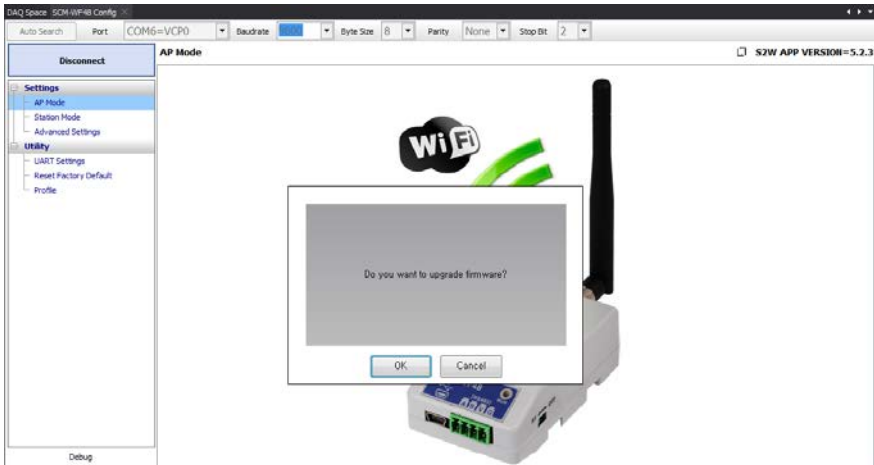 DAQ Space SCM-WF48 Config
Auto Search Port COM6=VCP0 Baudrate 9600 Byte Size 8 Parity None Stop Bit 2
Disconnect
AP Mode
S2W APP VERSION=5.2.3
Settings
AP Mode
Station Mode
Advanced Settings
Utility
UART Settings
Reset Factory Default
Profile
WiFi
Do you want to upgrade firmware?
OK Cancel
Debug